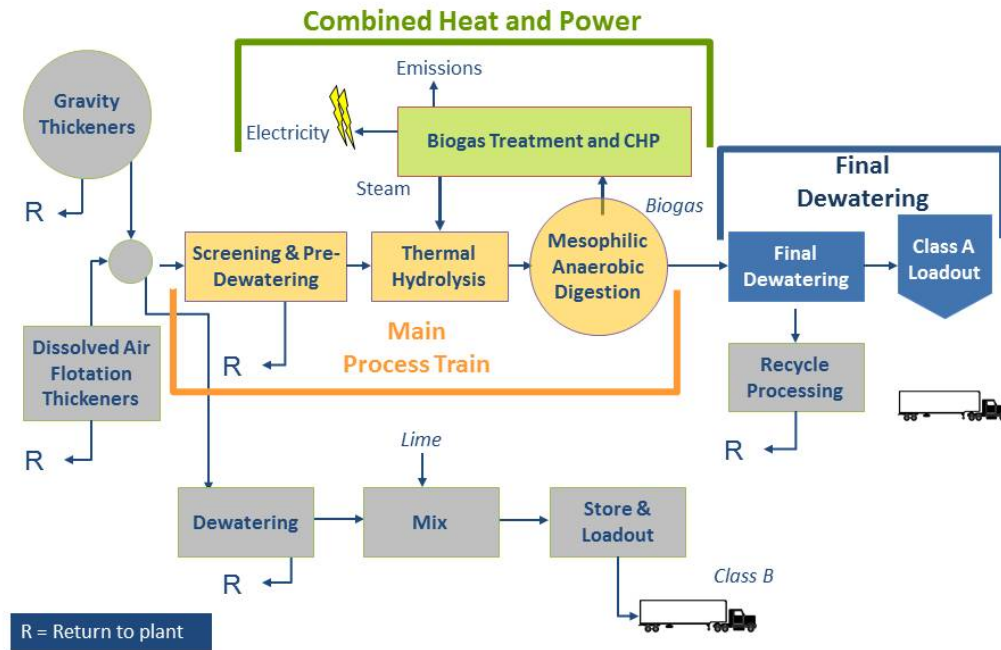 Combined Heat and Power
Emissions
Gravity
Thickeners
Electricity
Biogas Treatment and CHP
Final
Dewatering
Steam
Biogas
R
Screening & Pre-
Dewatering
Thermal
Hydrolysis
Mesophilic
Anaerobic
Digestion
Final
Dewatering
Class A
Loadout
Main
Process Train
Dissolved Air
Flotation
Thickeners
R
Recycle
Processing
R
R
Lime
Dewatering
Mix
Store &
Loadout
R
Class B
R = Return to plant